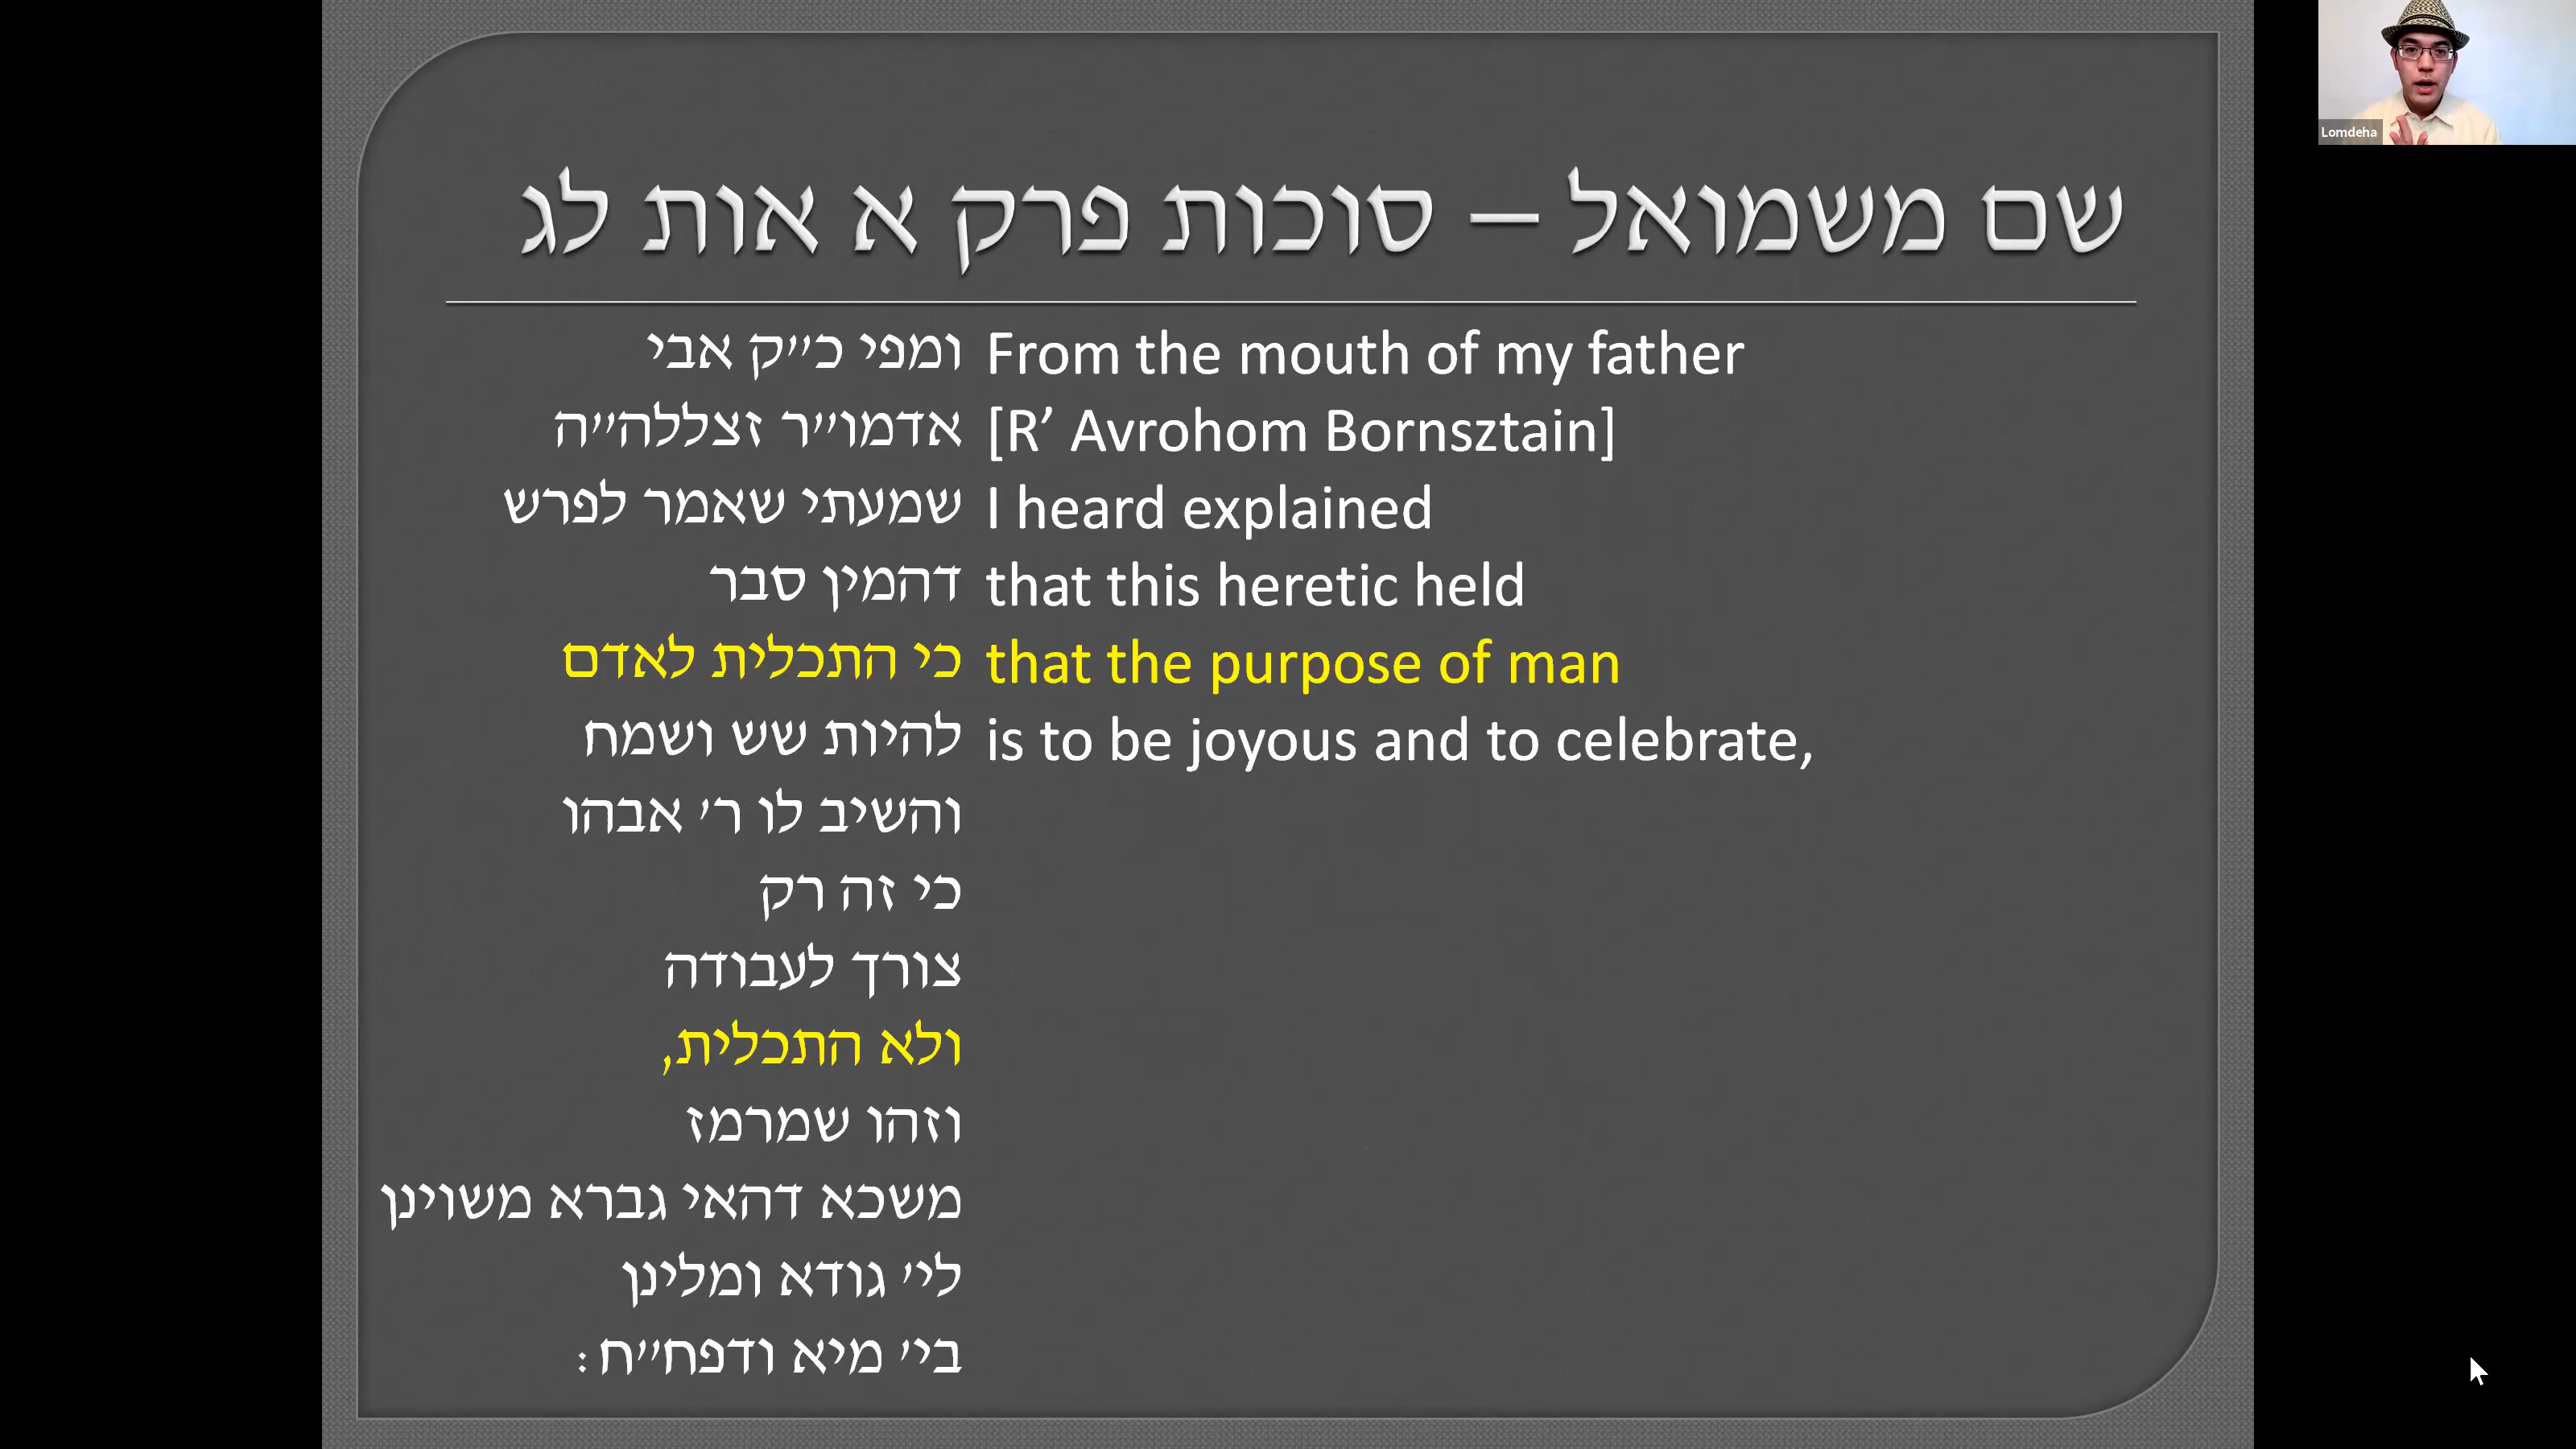 שם משמואל – סוכות פרק א אות לג
ומפי כ״ק אבי From the mouth of my father
אדמו״ר זצללה״ה [R’ Avrohom Bornsztain]
שמעתי שאמר לפרש I heard explained
דהמין סבר that this heretic held
כי התכלית לאדם that the purpose of man
להיות שש ושמח is to be joyous and to celebrate,
והשיב לו ר׳ אבהו
כי זה רק
צורך לעבודה
ולא התכלית,
וזהו שמרמז
משכא דהאי גברא משוינן
לי׳ גודא ומלינן
בי׳ מיא ודפח״ח:
Lomdeha